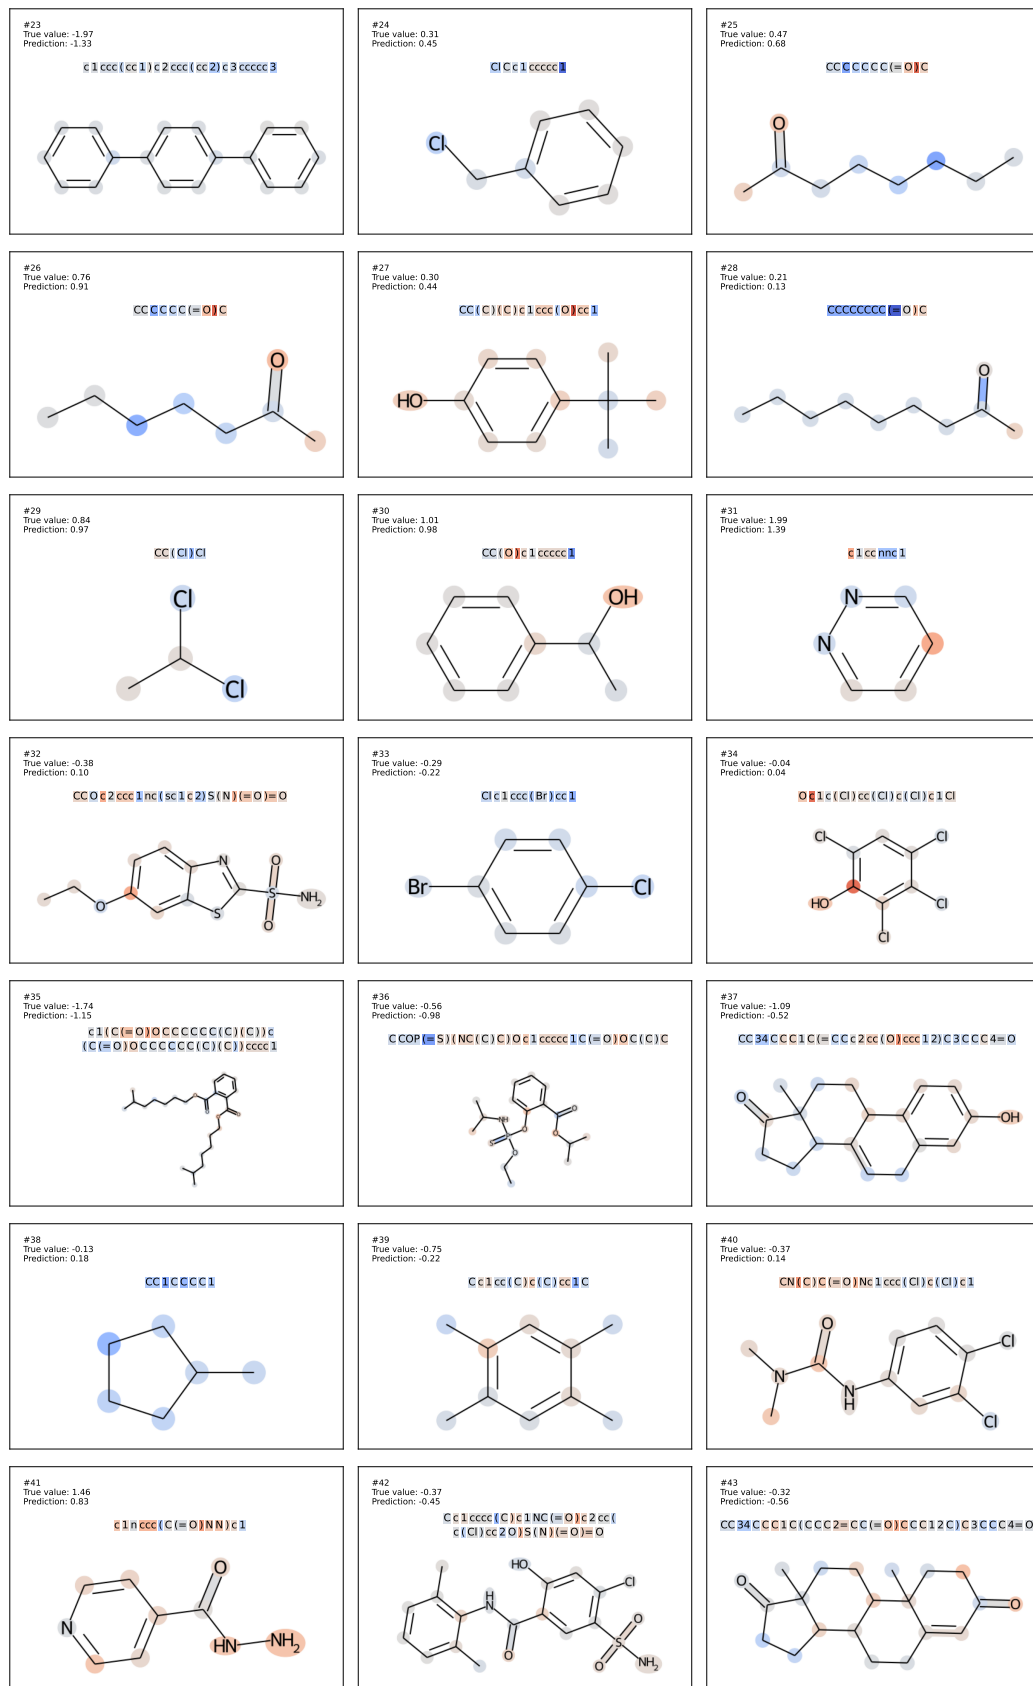 #23
True value: -1.97
Prediction: -1.33
c1ccc(cc1)c2ccc(cc2)c3ccccc3
#24
True value: 0.31
Prediction: 0.45
ClCc1ccccc1
Cl
#25
True value: 0.47
Prediction: 0.68
CCCCCCC(=O)C
O
#26
True value: 0.76
Prediction: 0.91
CCCCCC(=O)C
O
#27
True value: 0.30
Prediction: 0.44
CC(C)(C)c1ccc(O)cc1
HO
#28
True value: 0.21
Prediction: 0.13
CCCCCCCC(=O)C
O
#29
True value: 0.84
Prediction: 0.97
CC(Cl)Cl
Cl
Cl
#30
True value: 1.01
Prediction: 0.98
CC(O)c1ccccc1
OH
#31
True value: 1.99
Prediction: 1.39
c1ccnnc1
N
N
#32
True value: -0.38
Prediction: 0.10
CCOc2ccc1nc(sc1c2)S(N)(=O)=O
N
O
O
S
NH2
S
O
#33
True value: -0.29
Prediction: -0.22
Clc1ccc(Br)cc1
Br
Cl
#34
True value: -0.04
Prediction: 0.04
Oc1c(Cl)cc(Cl)c(Cl)c1Cl
Cl
Cl
HO
Cl
Cl
#35
True value: -1.74
Prediction: -1.15
c1(C(=O)OCCCCCC(C)(C))c
(C(=O)OCCCCCC(C)(C))cccc1
#36
True value: -0.56
Prediction: -0.98
CCOP(=S)(NC(C)C)Oc1ccccc1C(=O)OC(C)C
#37
True value: -1.09
Prediction: -0.52
CC34CCC1C(=CCc2cc(O)ccc12)C3CCC4=O
O
OH
#38
True value: -0.13
Prediction: 0.18
CC1CCCC1
#39
True value: -0.75
Prediction: -0.22
Cc1cc(C)c(C)cc1C
#40
True value: -0.37
Prediction: 0.14
CN(C)C(=O)Nc1ccc(Cl)c(Cl)c1
O
Cl
N
N
H
Cl
#41
True value: 1.46
Prediction: 0.83
c1nccc(C(=O)NN)c1
O
N
HN
NH2
#42
True value: -0.37
Prediction: -0.45
Cc1cccc(C)c1NC(=O)c2cc(
c(Cl)cc2O)S(N)(=O)=O
HO
Cl
H
N
O
O
S
O
NH2
#43
True value: -0.32
Prediction: -0.56
CC34CCC1C(CCC2=CC(=O)CCC12C)C3CCC4=O
O
O